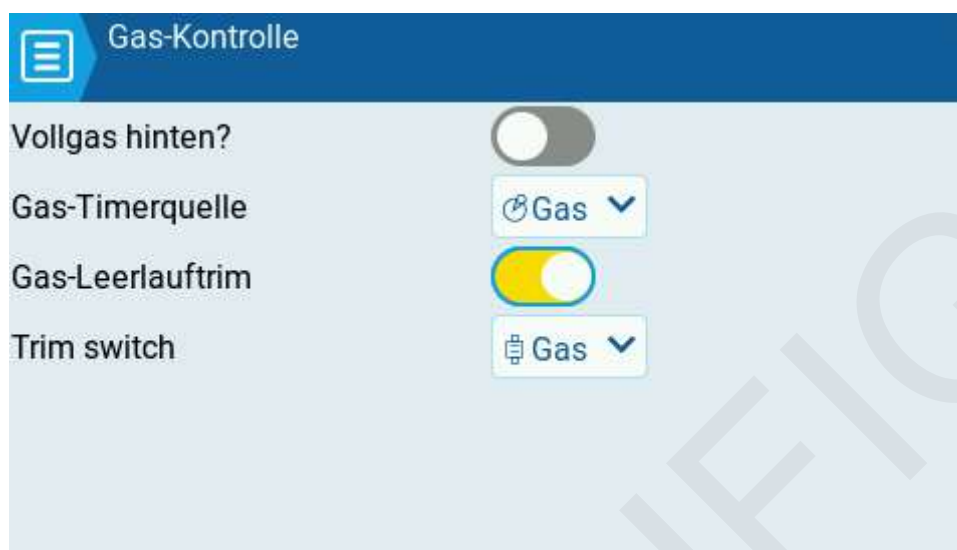 Gas-Kontrolle
Vollgas hinten?
Gas-Timerquelle Gas
Gas-Leerlauftrim
Trim switch Gas